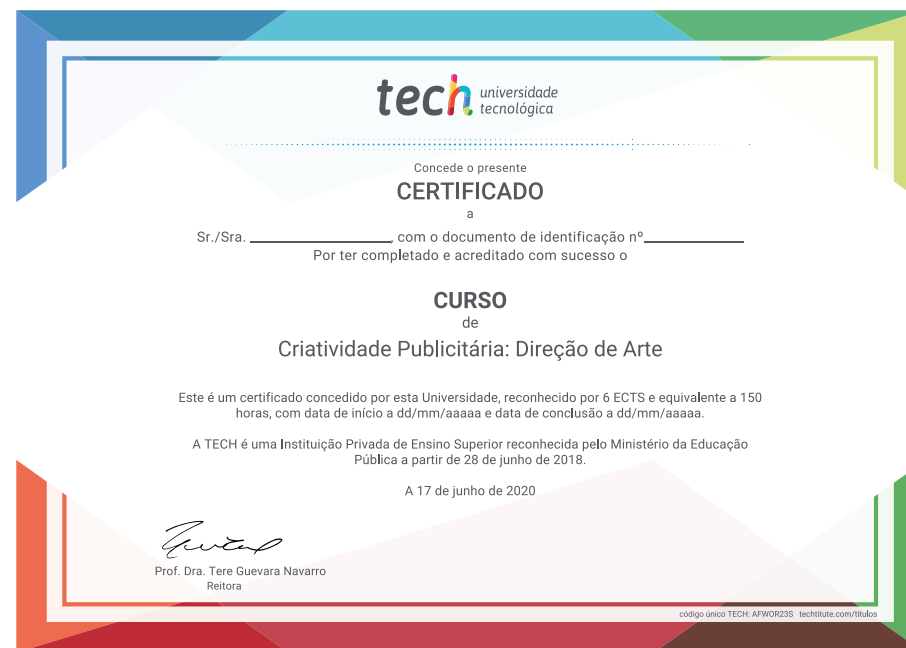 tech universidade
tecnológica
Concede o presente
CERTIFICADO
a
Sr./Sra. , com o documento de identificação nº
Por ter completado e acreditado com sucesso o
CURSO
de
Criatividade Publicitária: Direção de Arte
Este é um certificado concedido por esta Universidade, reconhecido por 6 ECTS e equivalente a 150
horas, com data de início a dd/mm/aaaaa e data de conclusão a dd/mm/aaaaa.
A TECH é uma Instituição Privada de Ensino Superior reconhecida pelo Ministério da Educação
Pública a partir de 28 de junho de 2018.
A 17 de junho de 2020
Prof. Dra. Tere Guevara Navarro
Reitora
código único TECH: AFWOR23S techtitute.com/titulos